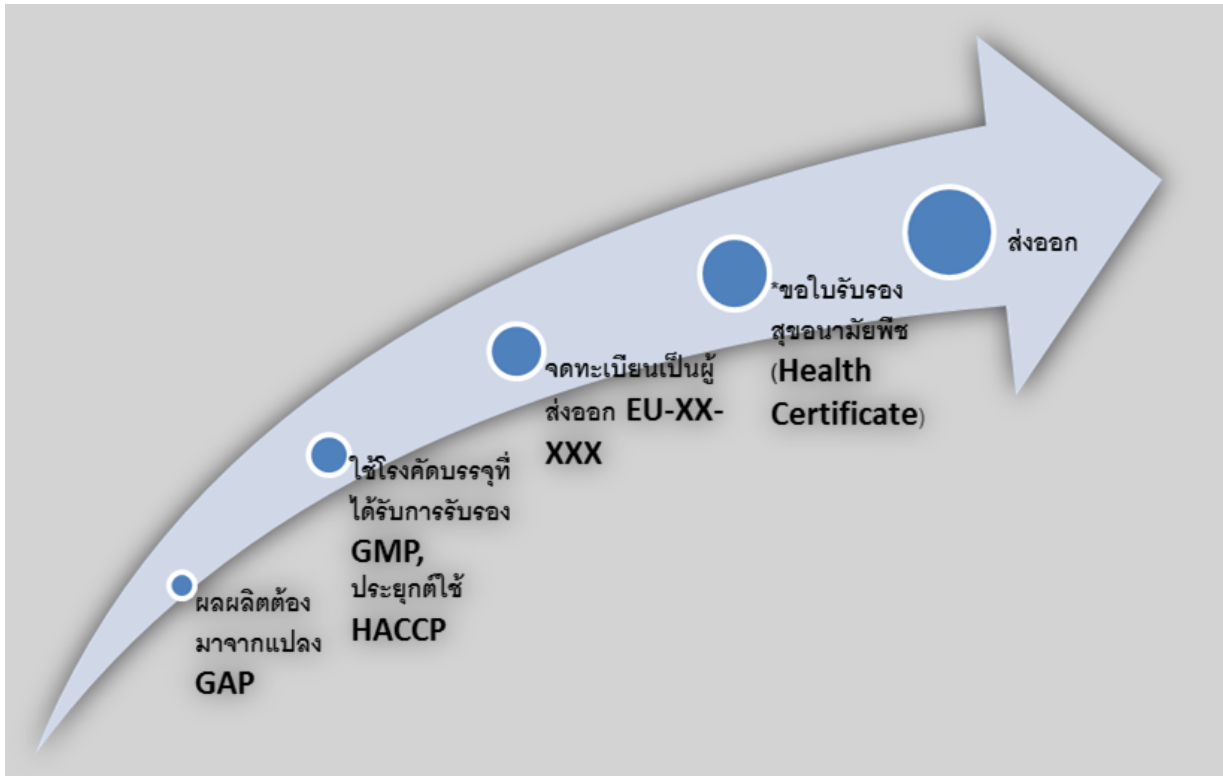 ผลผลิตต้อง
มาจากแปลง
GAP
ใช้โรงคัดบรรจุที่
ได้รับการรับรอง
GMP,
ประยุกต์ใช้
HACCP
จดทะเบียนเป็นผู้
ส่งออก EU-XX-
XXX
*ขอใบรับรอง
สุขอนามัยพืช
(Health
Certificate)
ส่งออก